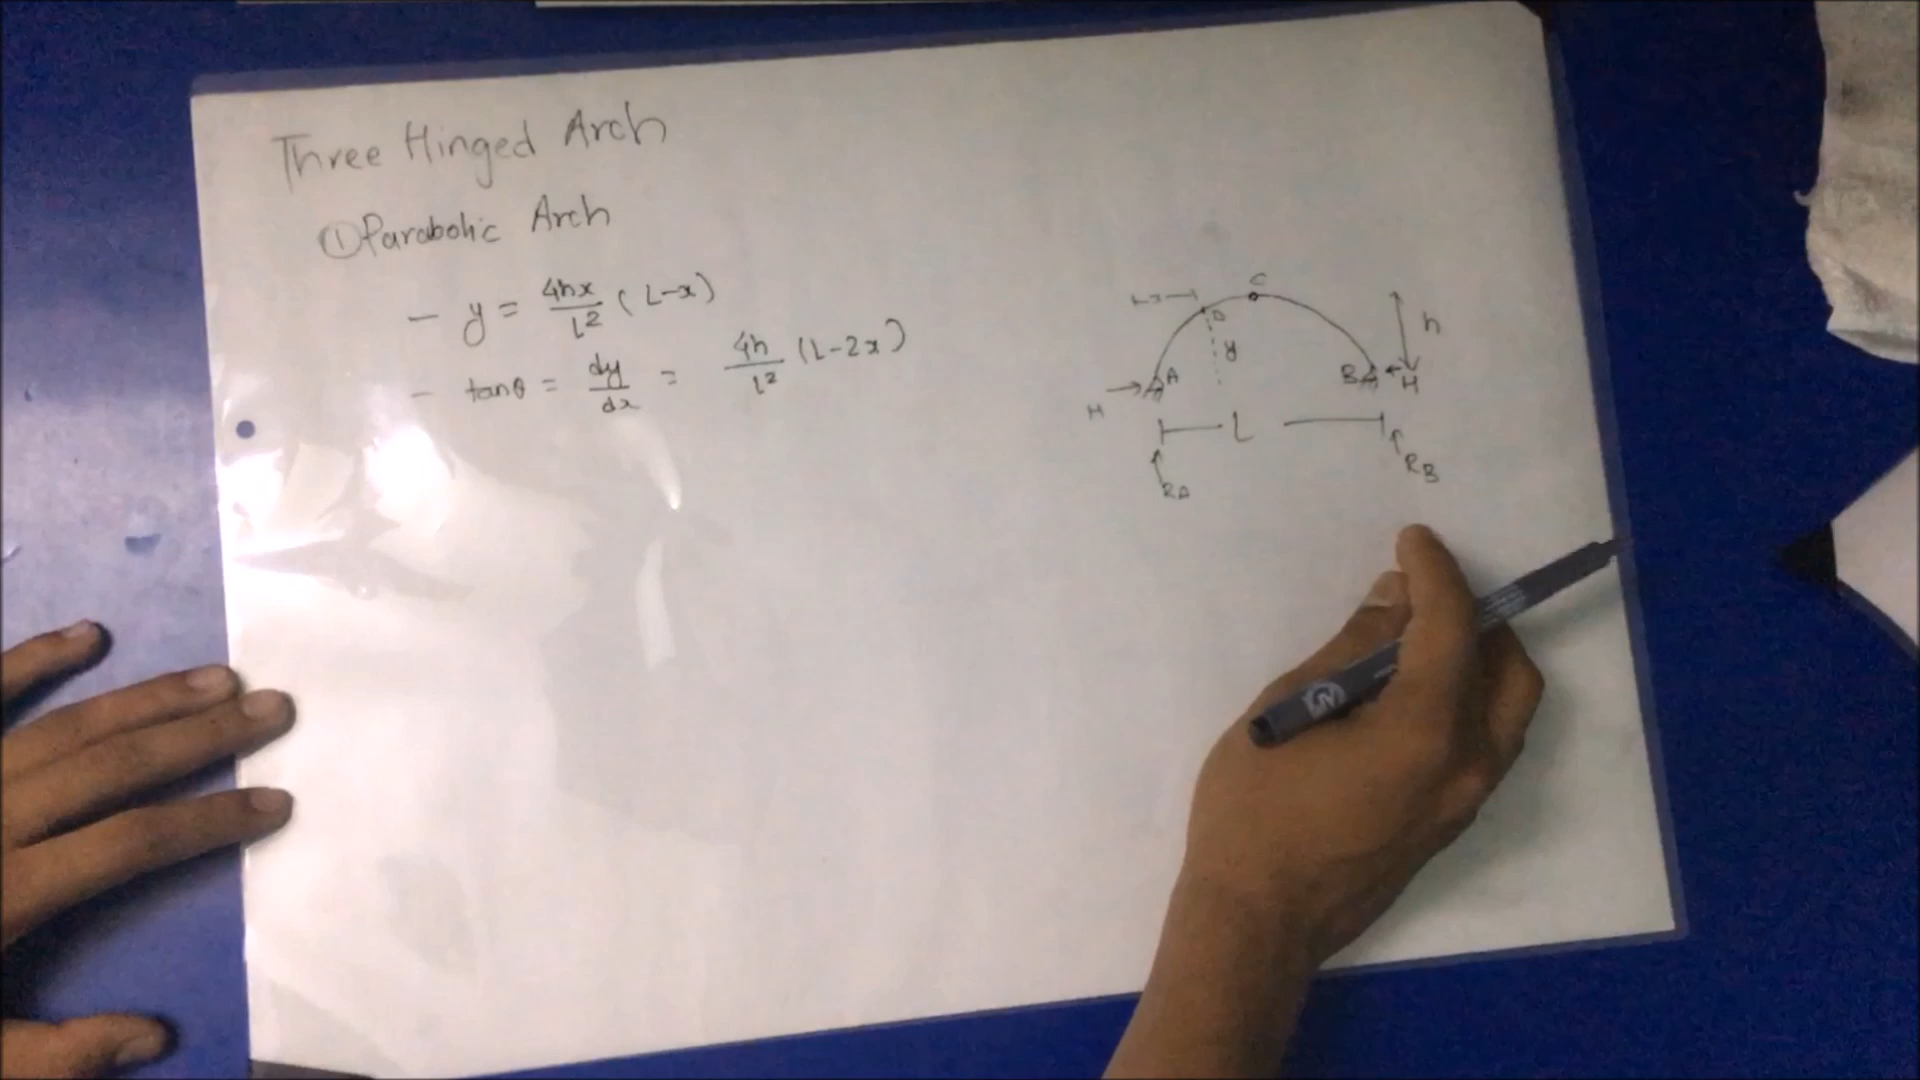 Three Hinged Arch
① Parabolic Arch
- y = 4hx/L² (L-x)
- tanθ = dy/dx = 4h/L² (L-2x)
C
x
D
h
y
A
B
H
H
L
RA
RB